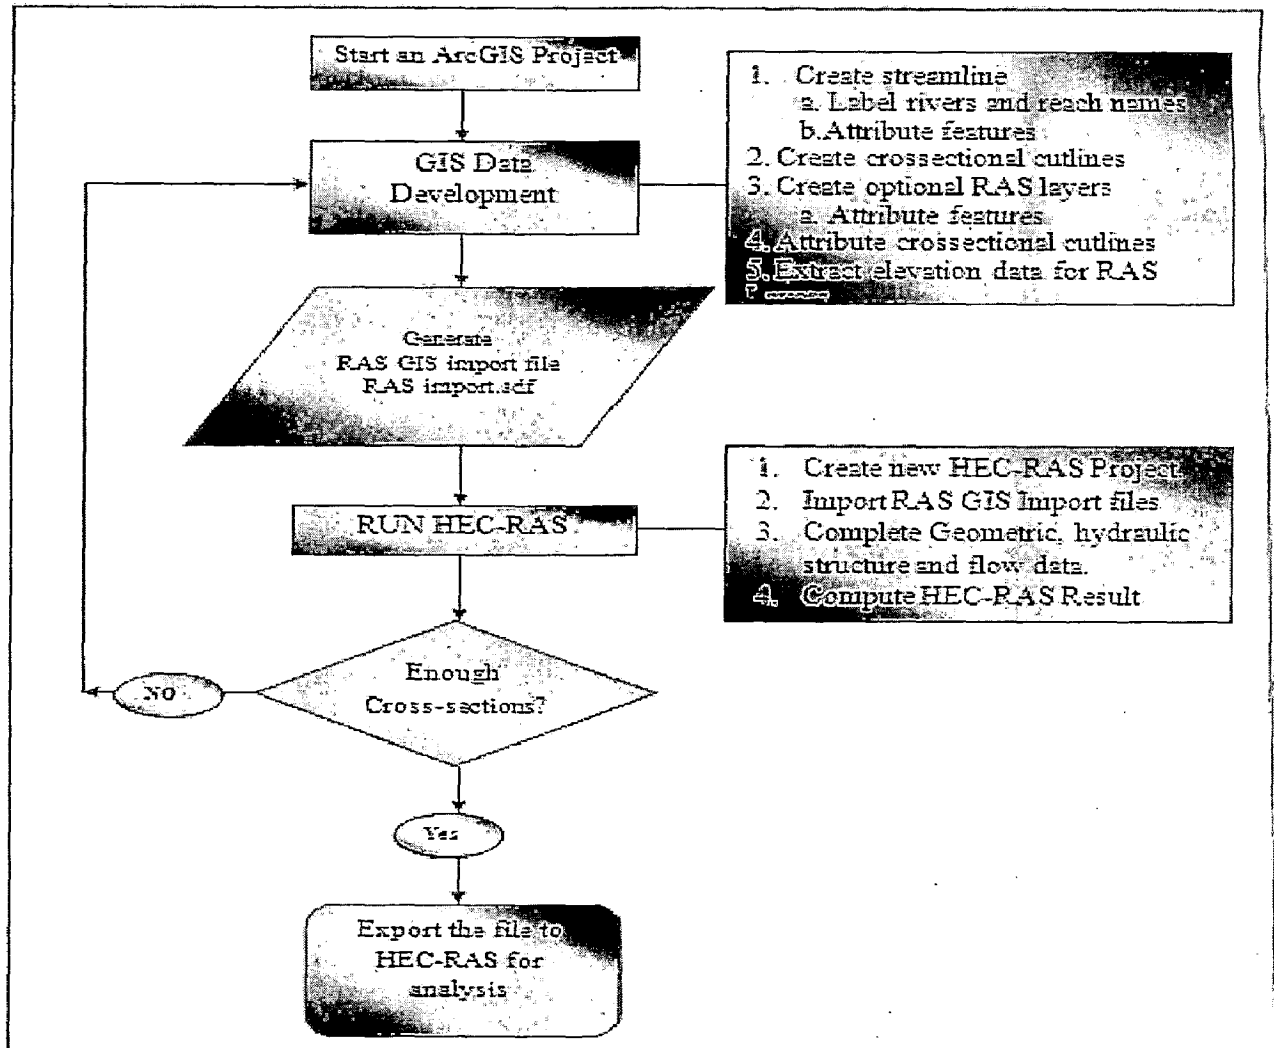 Start an ArcGIS Project
GIS Data
Development
1. Create streamline
a. Label rivers and reach names
b.Attribute features
2. Create crossectional cutlines
3. Create optional RAS layers
a. Attribute features
4. Attribute crossectional cutlines
5. Extract elevation data for RAS
Generate
RAS GIS import file
RAS import.sdf
RUN HEC-RAS
1. Create new HEC-RAS Project.
2. Import RAS GIS Import files
3. Complete Geometric, hydraulic
structure and flow data.
4. Compute HEC-RAS Result
Enough
Cross-sections?
NO
Yes
Export the file to
HEC-RAS for
analysis